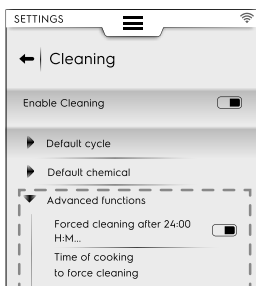 SETTINGS
Cleaning
Enable Cleaning
Default cycle
Default chemical
Advanced functions
Forced cleaning after 24:00
H:M...
Time of cooking
to force cleaning